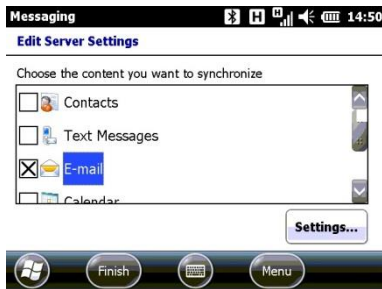 Messaging H H 14:50
Edit Server Settings
Choose the content you want to synchronize
Contacts
Text Messages
E-mail
Calendar
Settings...
Finish Menu